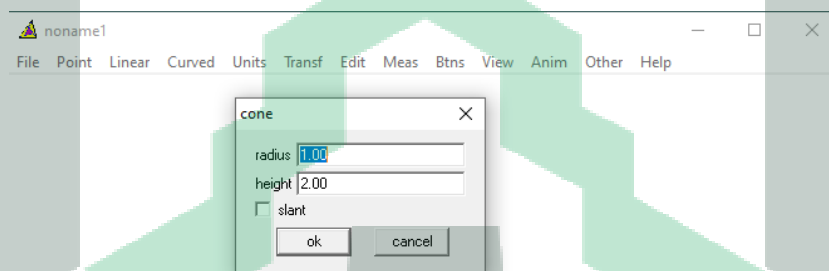 noname1
File Point Linear Curved Units Transf Edit Meas Btns View Anim Other Help
cone
radius 1.00
height 2.00
slant
ok cancel